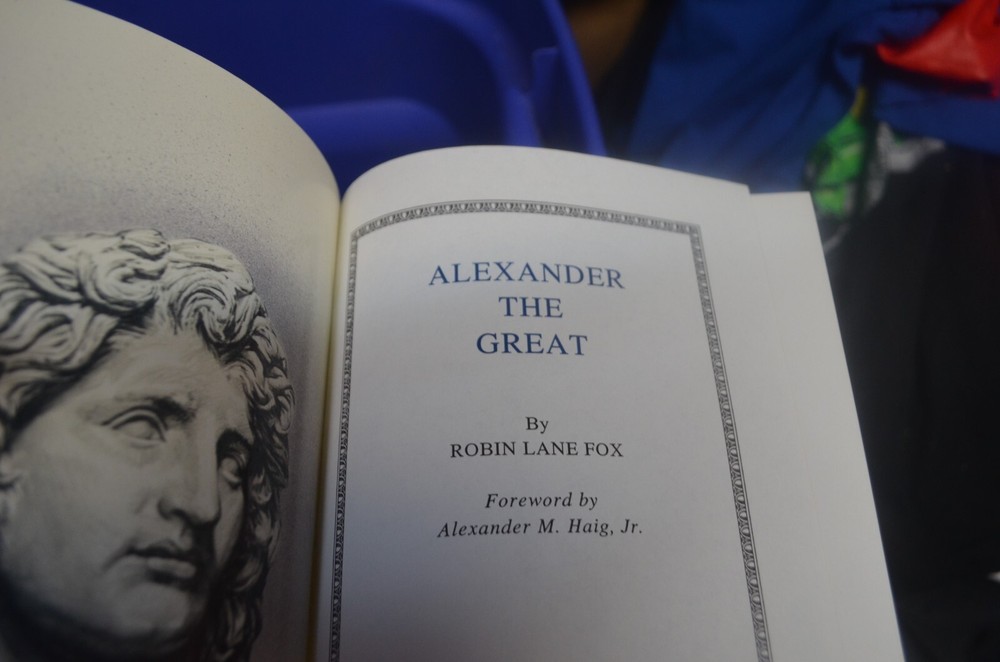 ALEXANDER
THE
GREAT
By
ROBIN LANE FOX
Foreword by
Alexander M. Haig, Jr.